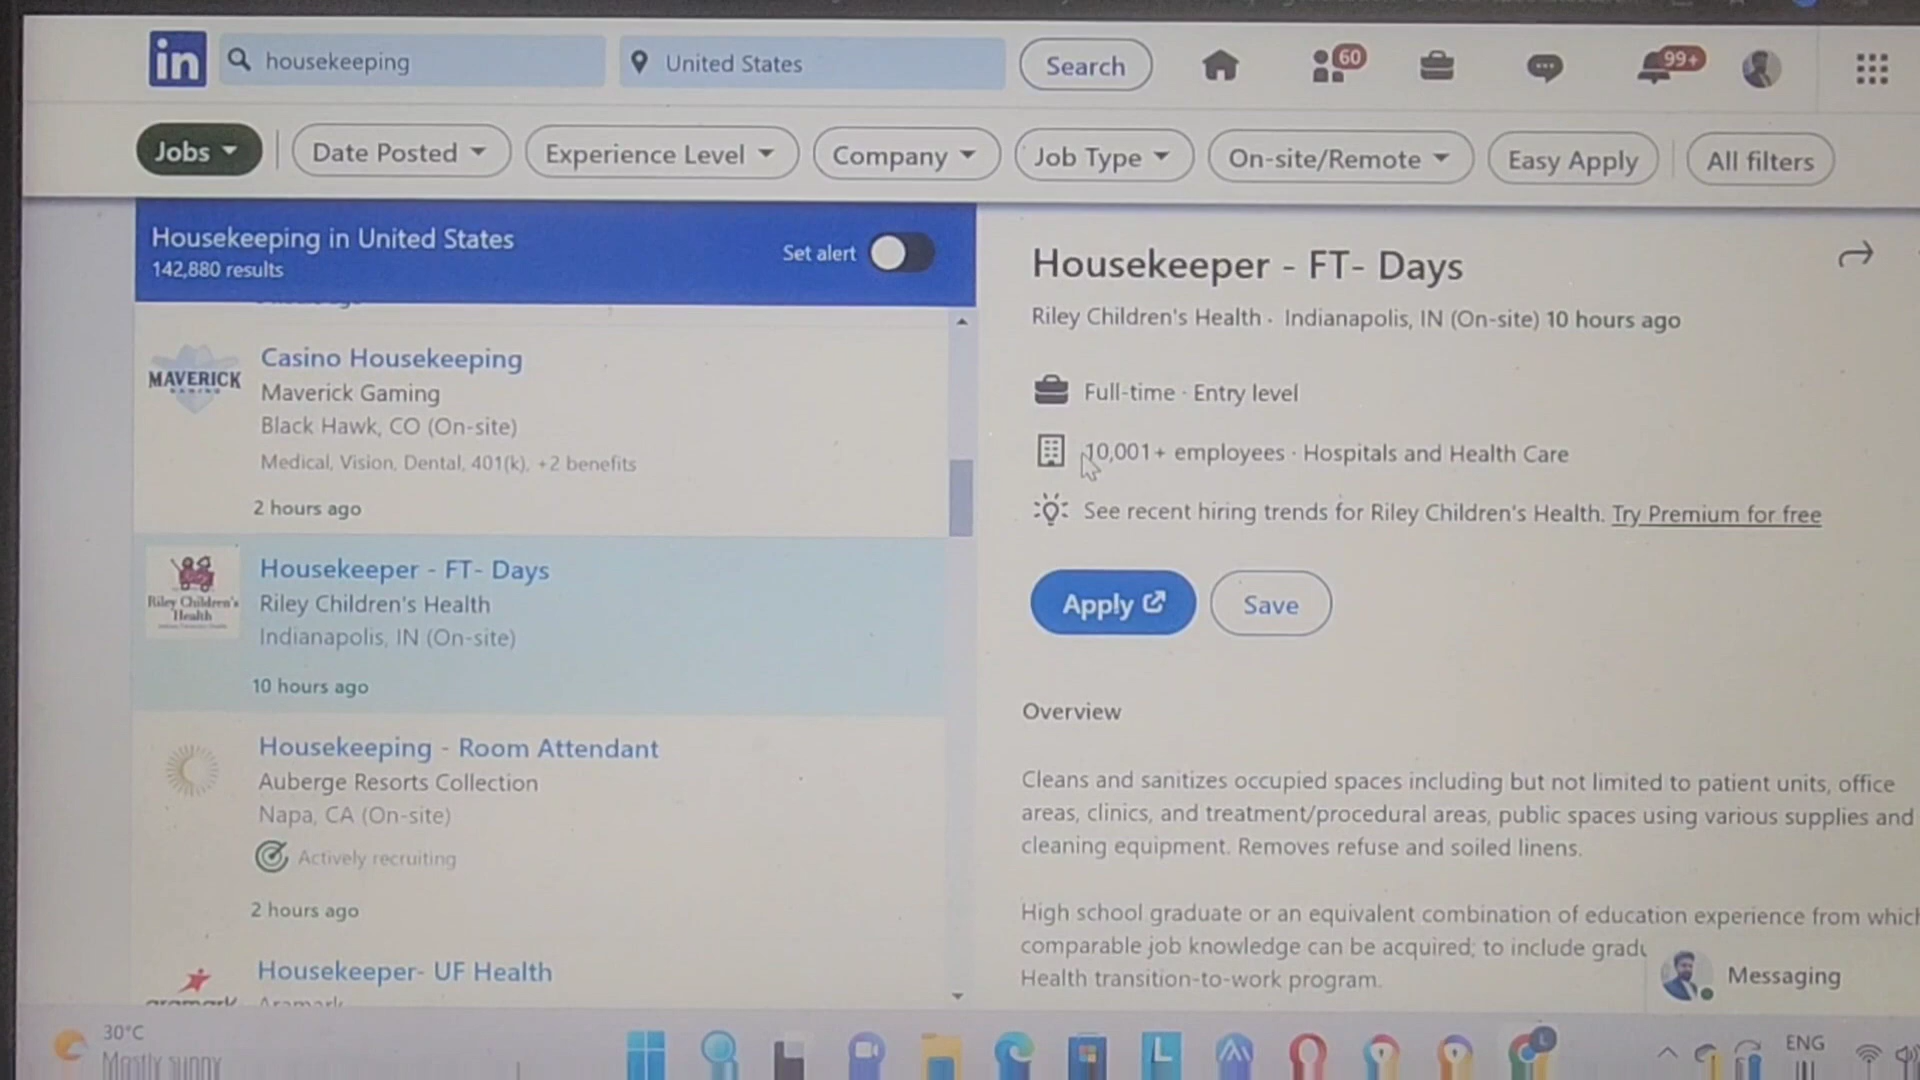 in
housekeeping
United States
Search
60
99+
Jobs
Date Posted
Experience Level
Company
Job Type
On-site/Remote
Easy Apply
All filters
Housekeeping in United States
142,880 results
Set alert
MAVERICK
Casino Housekeeping
Maverick Gaming
Black Hawk, CO (On-site)
Medical, Vision, Dental, 401(k), +2 benefits
2 hours ago
Riley Children's
Health
Housekeeper - FT- Days
Riley Children's Health
Indianapolis, IN (On-site)
10 hours ago
Housekeeping - Room Attendant
Auberge Resorts Collection
Napa, CA (On-site)
Actively recruiting
2 hours ago
aramark
Housekeeper- UF Health
Aramark
Housekeeper - FT- Days
Riley Children's Health · Indianapolis, IN (On-site) 10 hours ago
Full-time · Entry level
10,001+ employees · Hospitals and Health Care
See recent hiring trends for Riley Children's Health. Try Premium for free
Apply
Save
Overview
Cleans and sanitizes occupied spaces including but not limited to patient units, office
areas, clinics, and treatment/procedural areas, public spaces using various supplies and
cleaning equipment. Removes refuse and soiled linens.
High school graduate or an equivalent combination of education experience from which
comparable job knowledge can be acquired; to include gradu
Health transition-to-work program.
Messaging
30°C
Mostly sunny
L
L
ENG